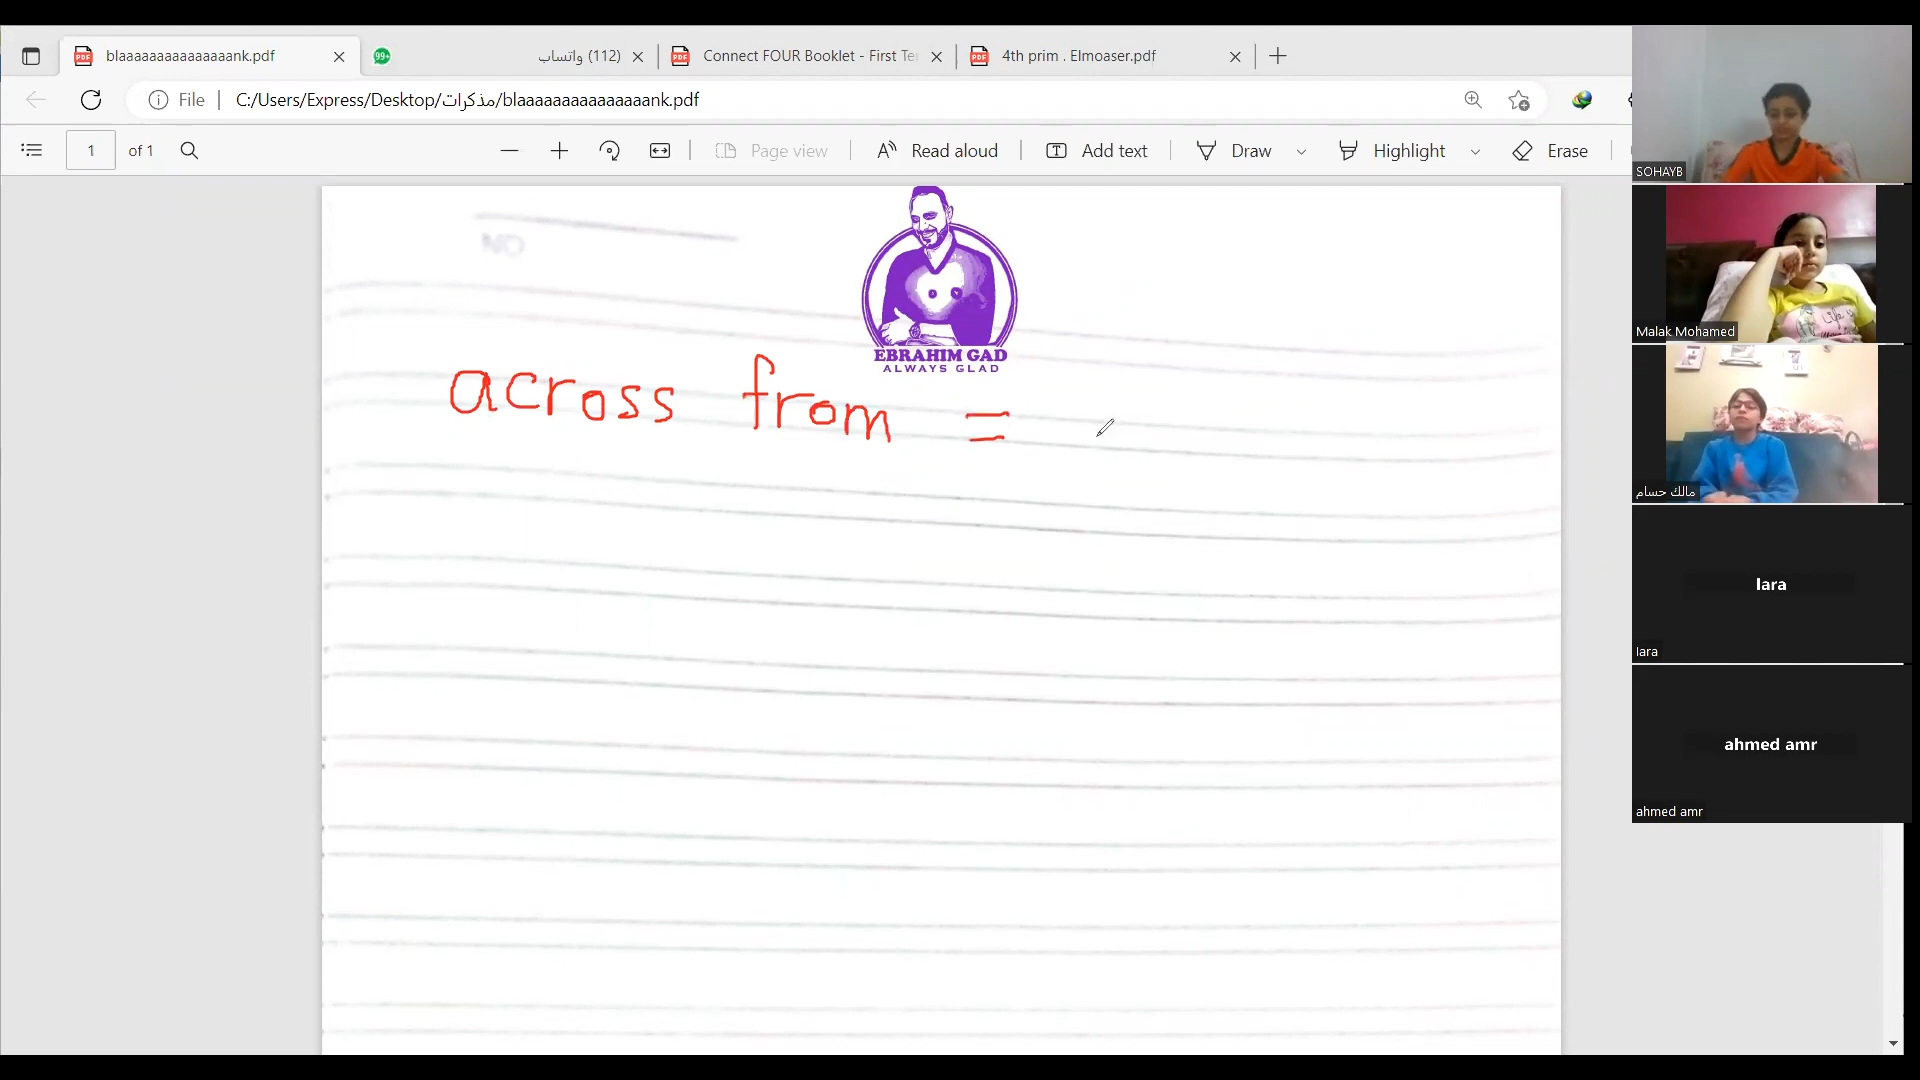 blaaaaaaaaaaaaaaank.pdf
99+
واتساب (112)
Connect FOUR Booklet - First Te
4th prim . Elmoaser.pdf
File
C:/Users/Express/Desktop/مذكرات/blaaaaaaaaaaaaaaank.pdf
1 of 1
Page view
Read aloud
Add text
Draw
Highlight
Erase
NO
EBRAHIM GAD
ALWAYS GLAD
across from =
SOHAYB
Malak Mohamed
مالك حسام
lara
lara
ahmed amr
ahmed amr